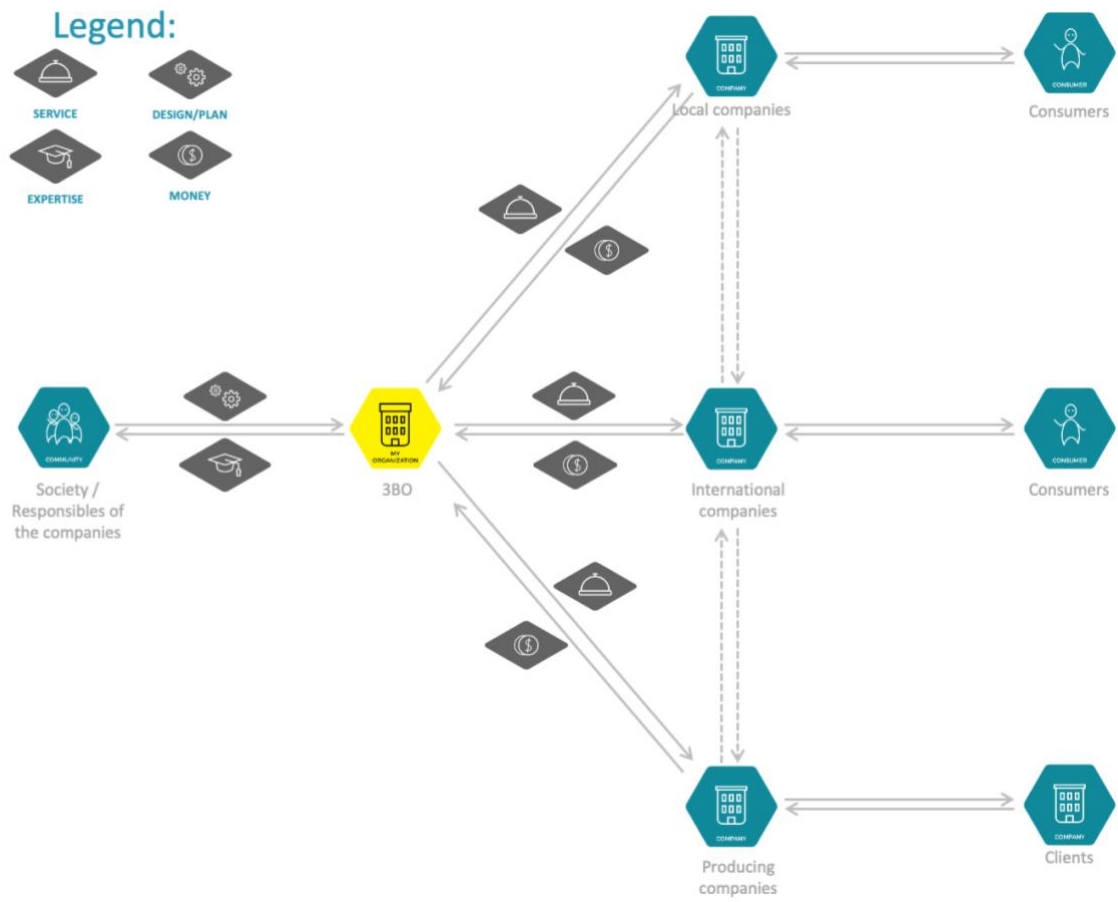 Legend:
SERVICE
DESIGN/PLAN
EXPERTISE
MONEY
COMPANY
Local companies
CONSUMER
Consumers
COMMUNITY
Society /
Responsibles of
the companies
MY
ORGANIZATION
3BO
COMPANY
International
companies
CONSUMER
Consumers
COMPANY
Producing
companies
COMPANY
Clients